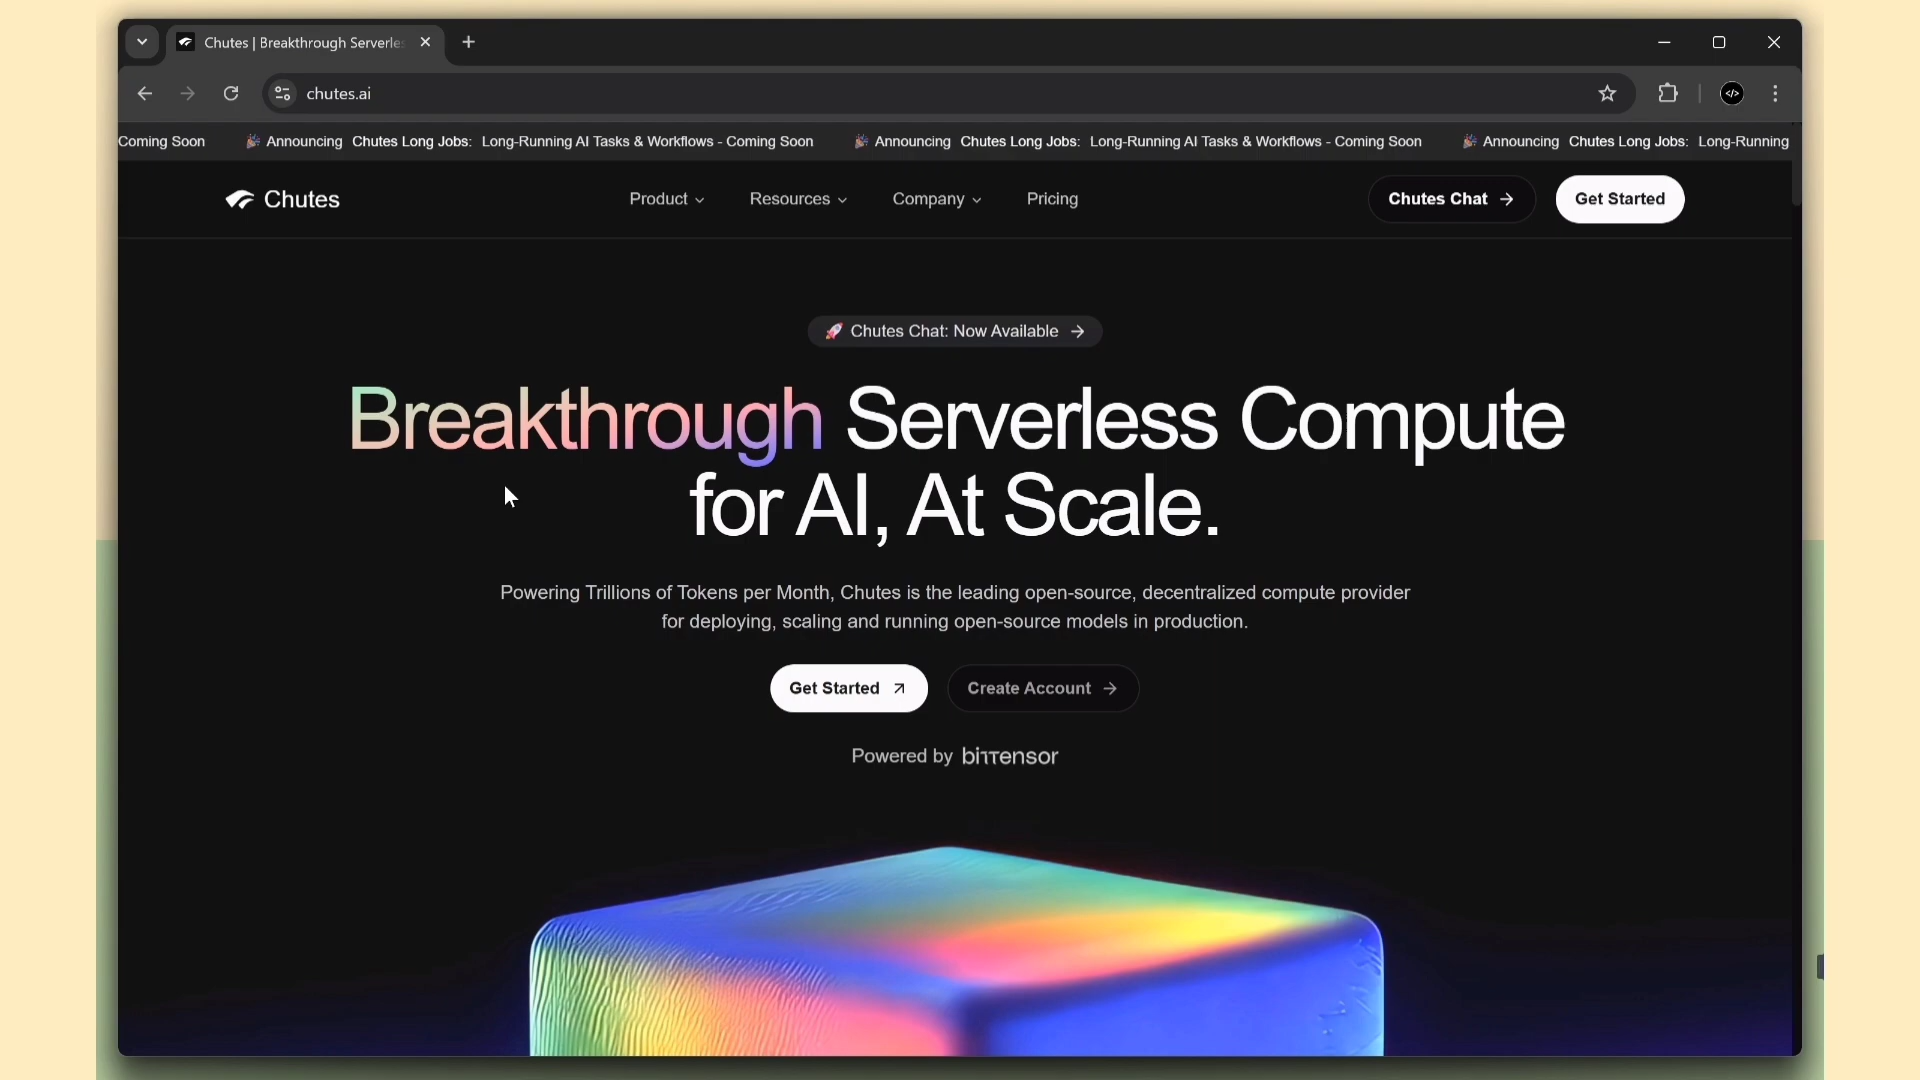 Chutes | Breakthrough Serverle
chutes.ai
Coming Soon 🎉 Announcing Chutes Long Jobs: Long-Running AI Tasks & Workflows - Coming Soon 🎉 Announcing Chutes Long Jobs: Long-Running AI Tasks & Workflows - Coming Soon 🎉 Announcing Chutes Long Jobs: Long-Running
Chutes Product Resources Company Pricing Chutes Chat → Get Started
🚀 Chutes Chat: Now Available →
Breakthrough Serverless Compute
for AI, At Scale.
Powering Trillions of Tokens per Month, Chutes is the leading open-source, decentralized compute provider
for deploying, scaling and running open-source models in production.
Get Started ↗ Create Account →
Powered by bittensor